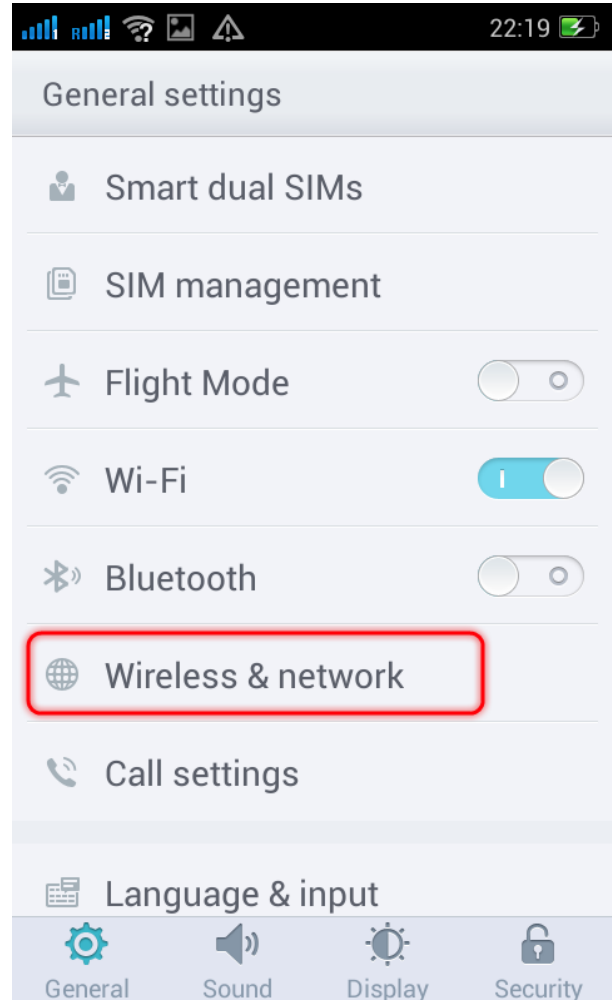 22:19
General settings
Smart dual SIMs
SIM management
Flight Mode
Wi-Fi
Bluetooth
Wireless & network
Call settings
Language & input
General Sound Display Security